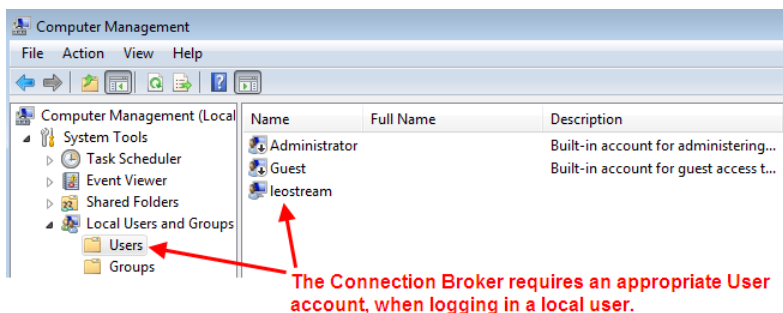 Computer Management
File Action View Help
Computer Management (Local
System Tools
Task Scheduler
Event Viewer
Shared Folders
Local Users and Groups
Users
Groups
Name Full Name Description
Administrator Built-in account for administering...
Guest Built-in account for guest access t...
leostream
The Connection Broker requires an appropriate User
account, when logging in a local user.